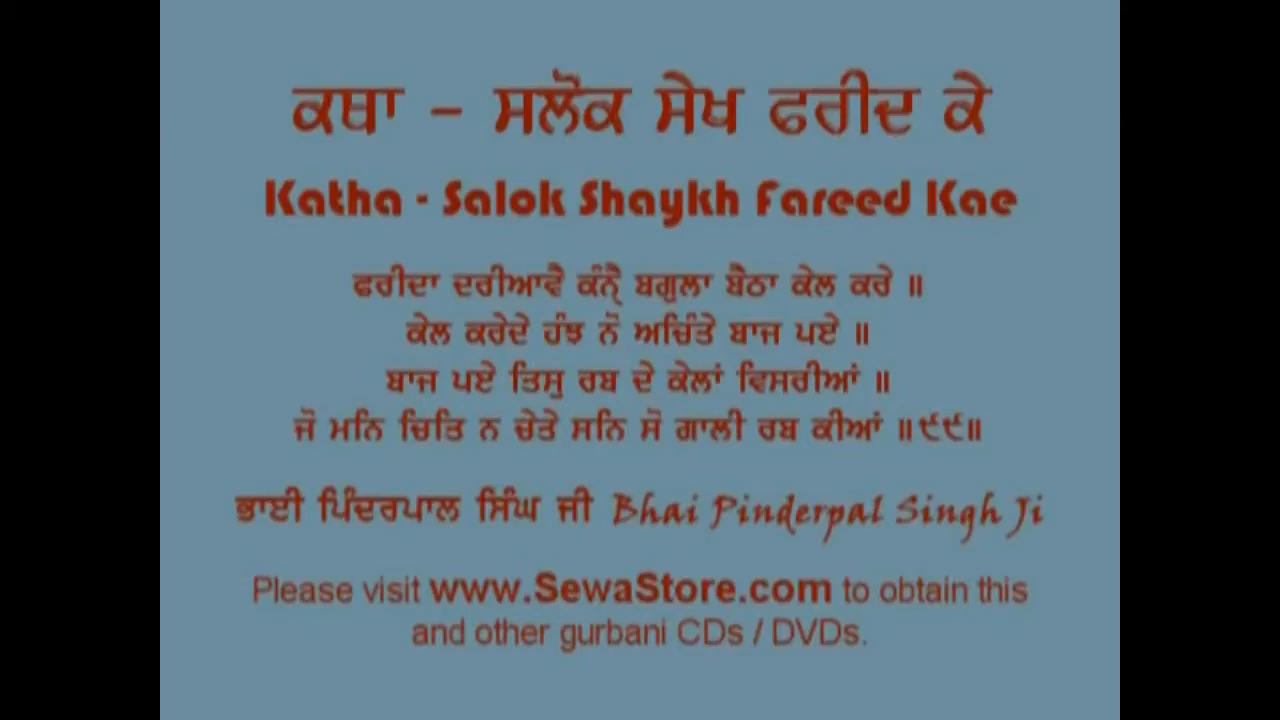 ਕਥਾ – ਸਲੋਕ ਸੇਖ ਫਰੀਦ ਕੇ
Katha - Salok Shaykh Fareed Kae
ਫਰੀਦਾ ਦਰੀਆਵੈ ਕੰਨ੍ਹੈ ਬਗੁਲਾ ਬੈਠਾ ਕੇਲ ਕਰੇ ॥
ਕੇਲ ਕਰੇਦੇ ਹੰਝ ਨੋ ਅਚਿੰਤੇ ਬਾਜ ਪਏ ॥
ਬਾਜ ਪਏ ਤਿਸੁ ਰਬ ਦੇ ਕੇਲਾਂ ਵਿਸਰੀਆਂ ॥
ਜੋ ਮਨਿ ਚਿਤਿ ਨ ਚੇਤੇ ਸਨਿ ਸੋ ਗਾਲੀ ਰਬ ਕੀਆਂ ॥੯੯॥
ਭਾਈ ਪਿੰਦਰਪਾਲ ਸਿੰਘ ਜੀ Bhai Pinderpal Singh Ji
Please visit www.SewaStore.com to obtain this
and other gurbani CDs / DVDs.